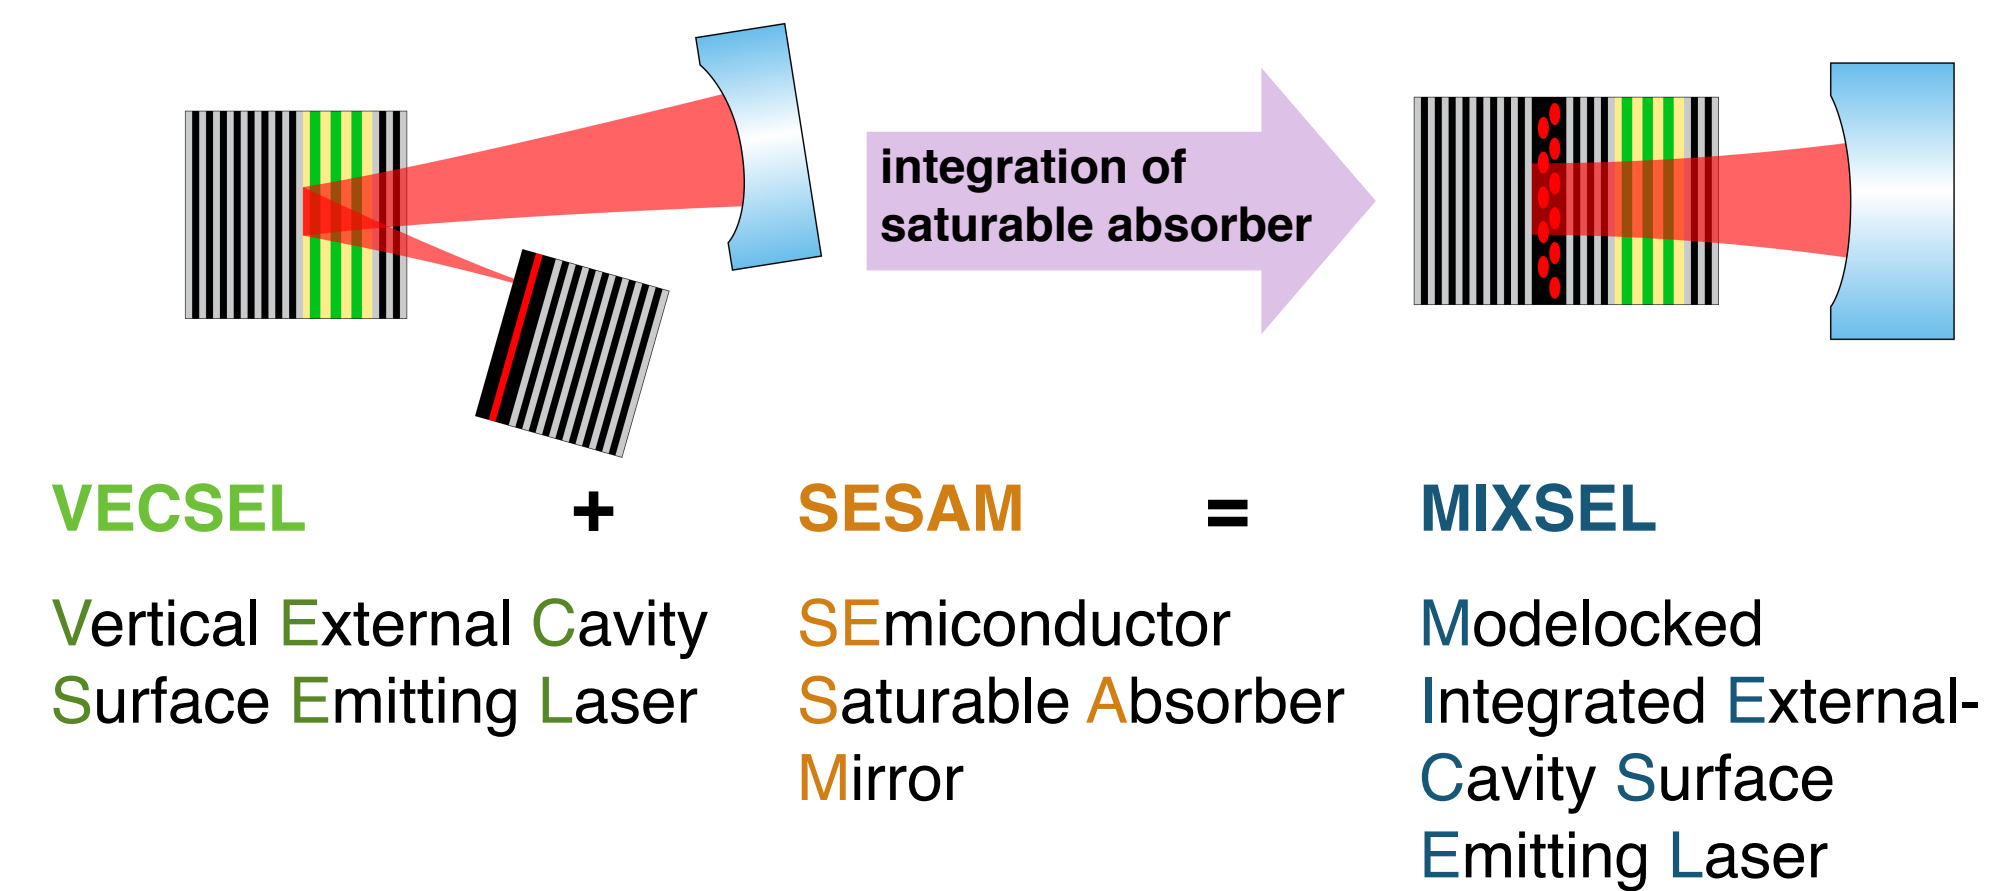 integration of
saturable absorber
VECSEL + SESAM = MIXSEL
Vertical External Cavity
Surface Emitting Laser
SEmiconductor
Saturable Absorber
Mirror
Modelocked
Integrated External-
Cavity Surface
Emitting Laser